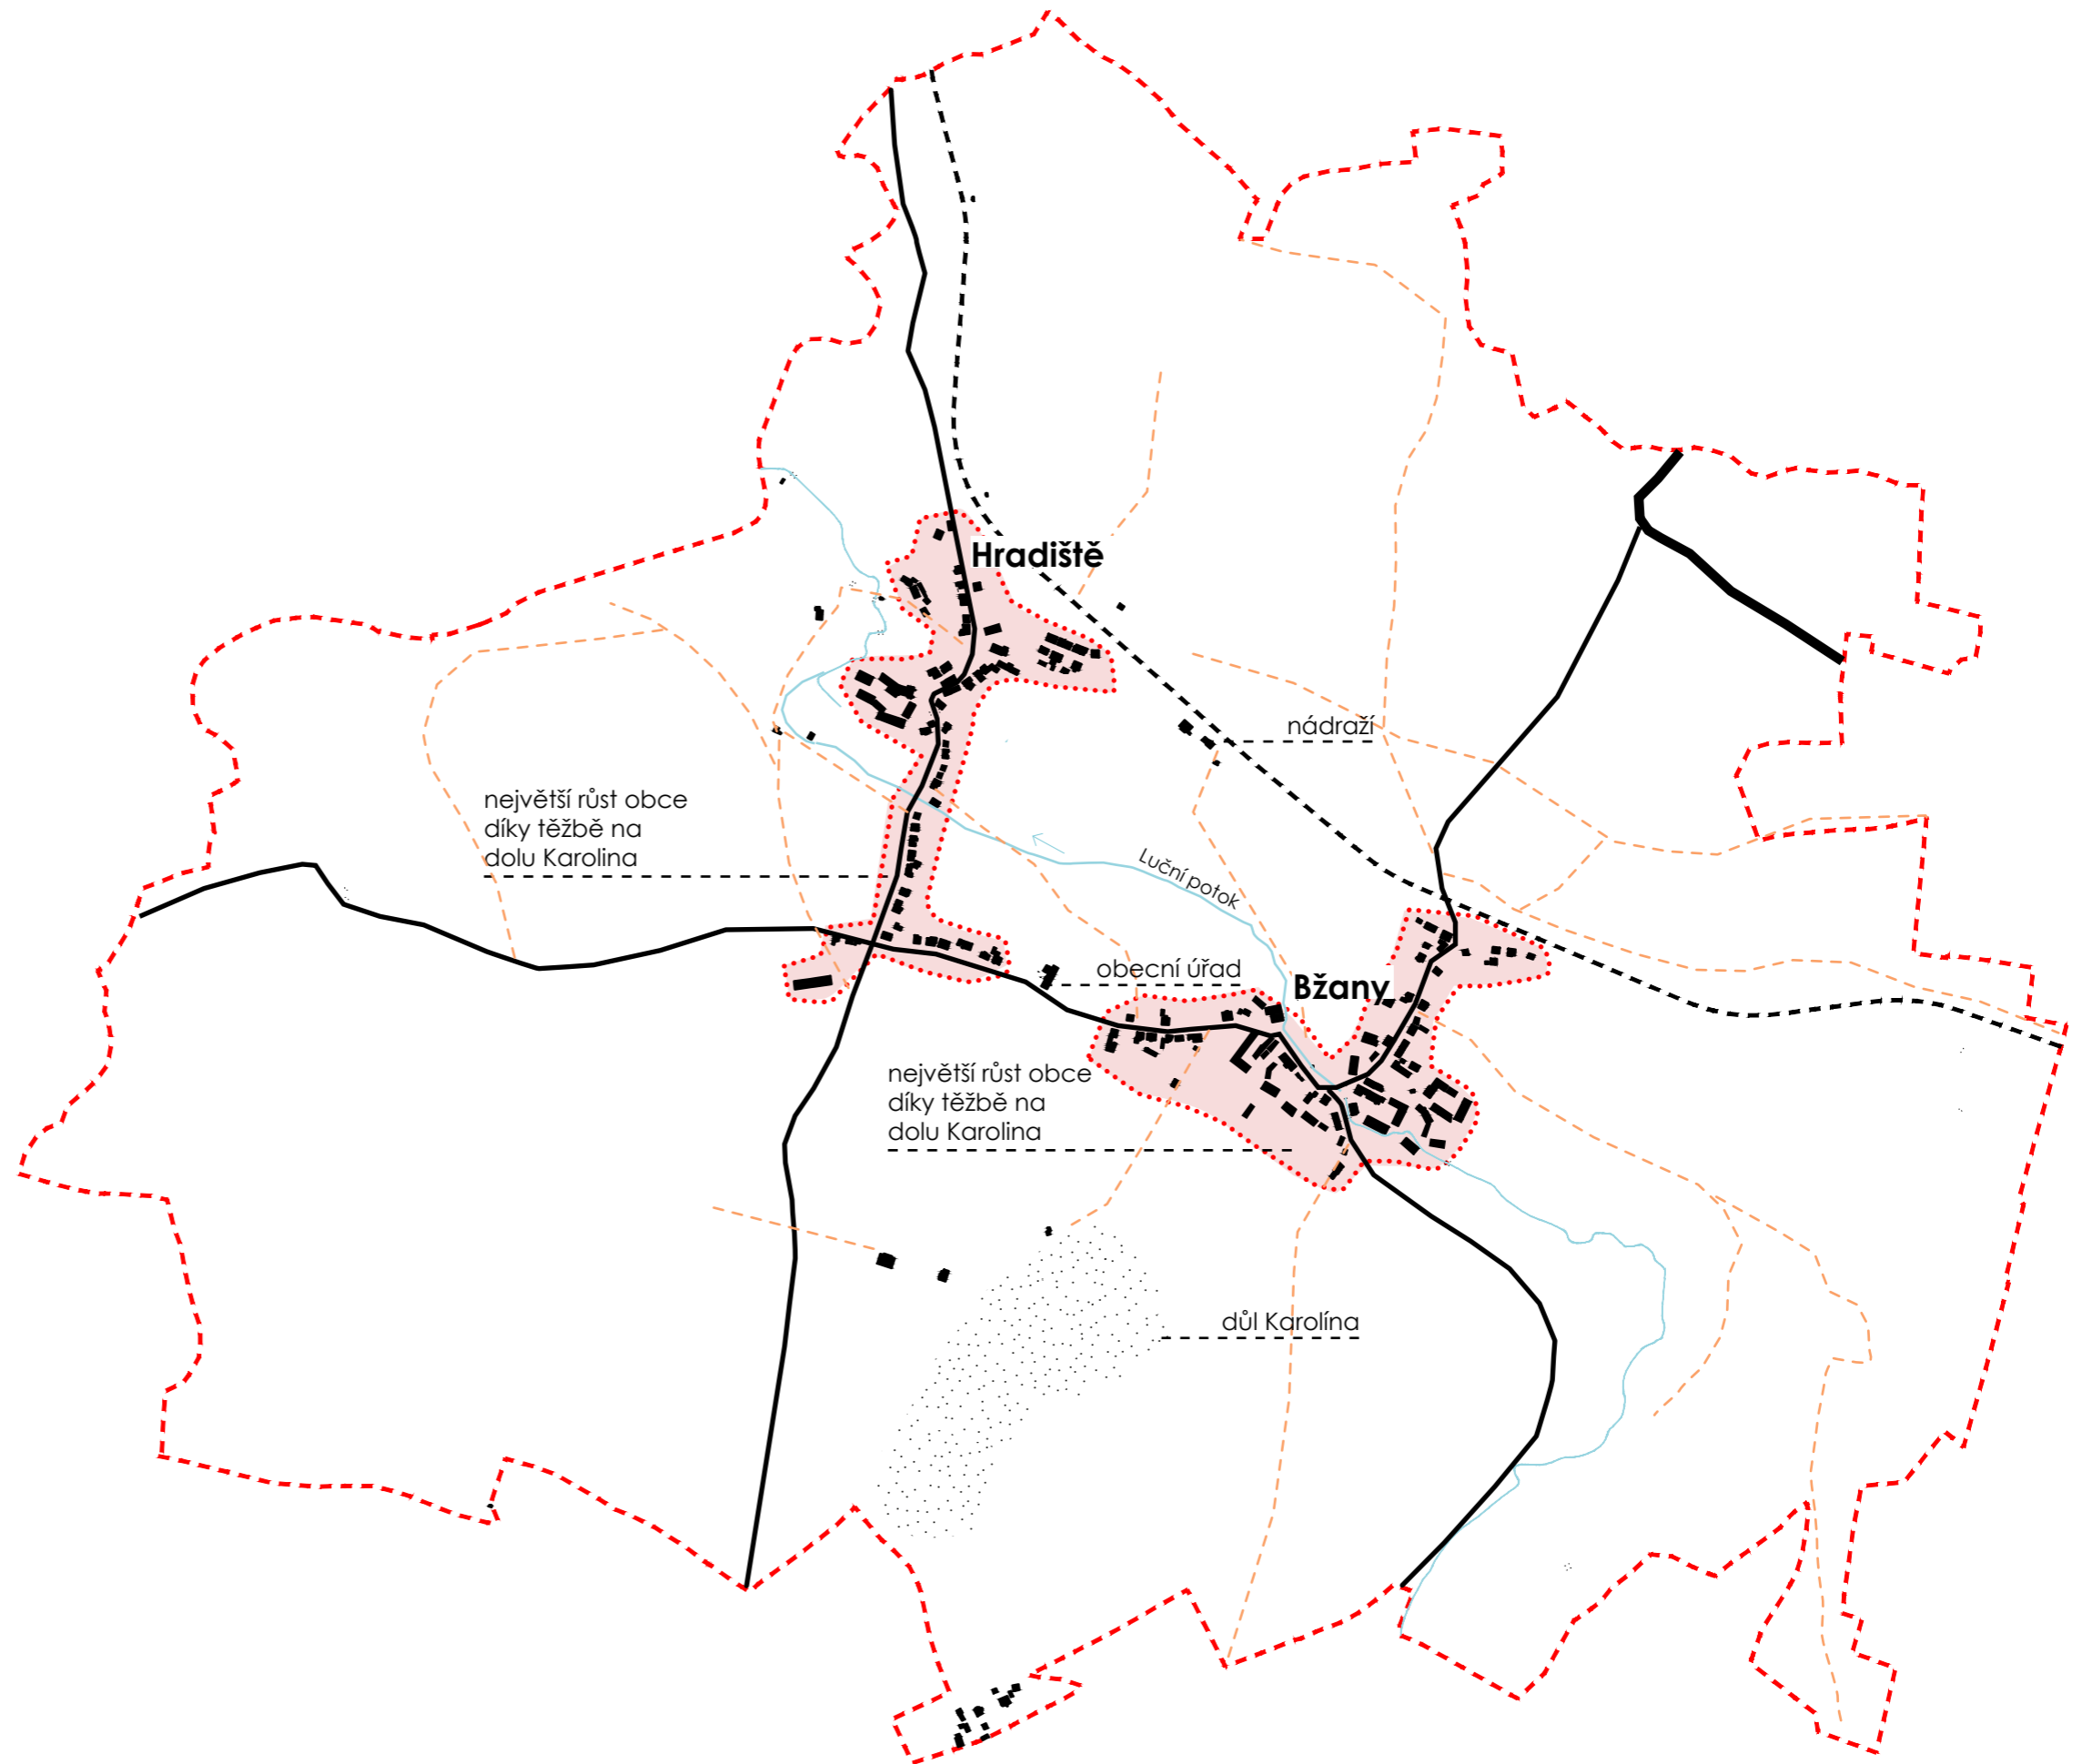 Hradiště
nádraží
největší růst obce
díky těžbě na
dolu Karolina
Luční potok
obecní úřad
Bžany
největší růst obce
díky těžbě na
dolu Karolina
důl Karolína